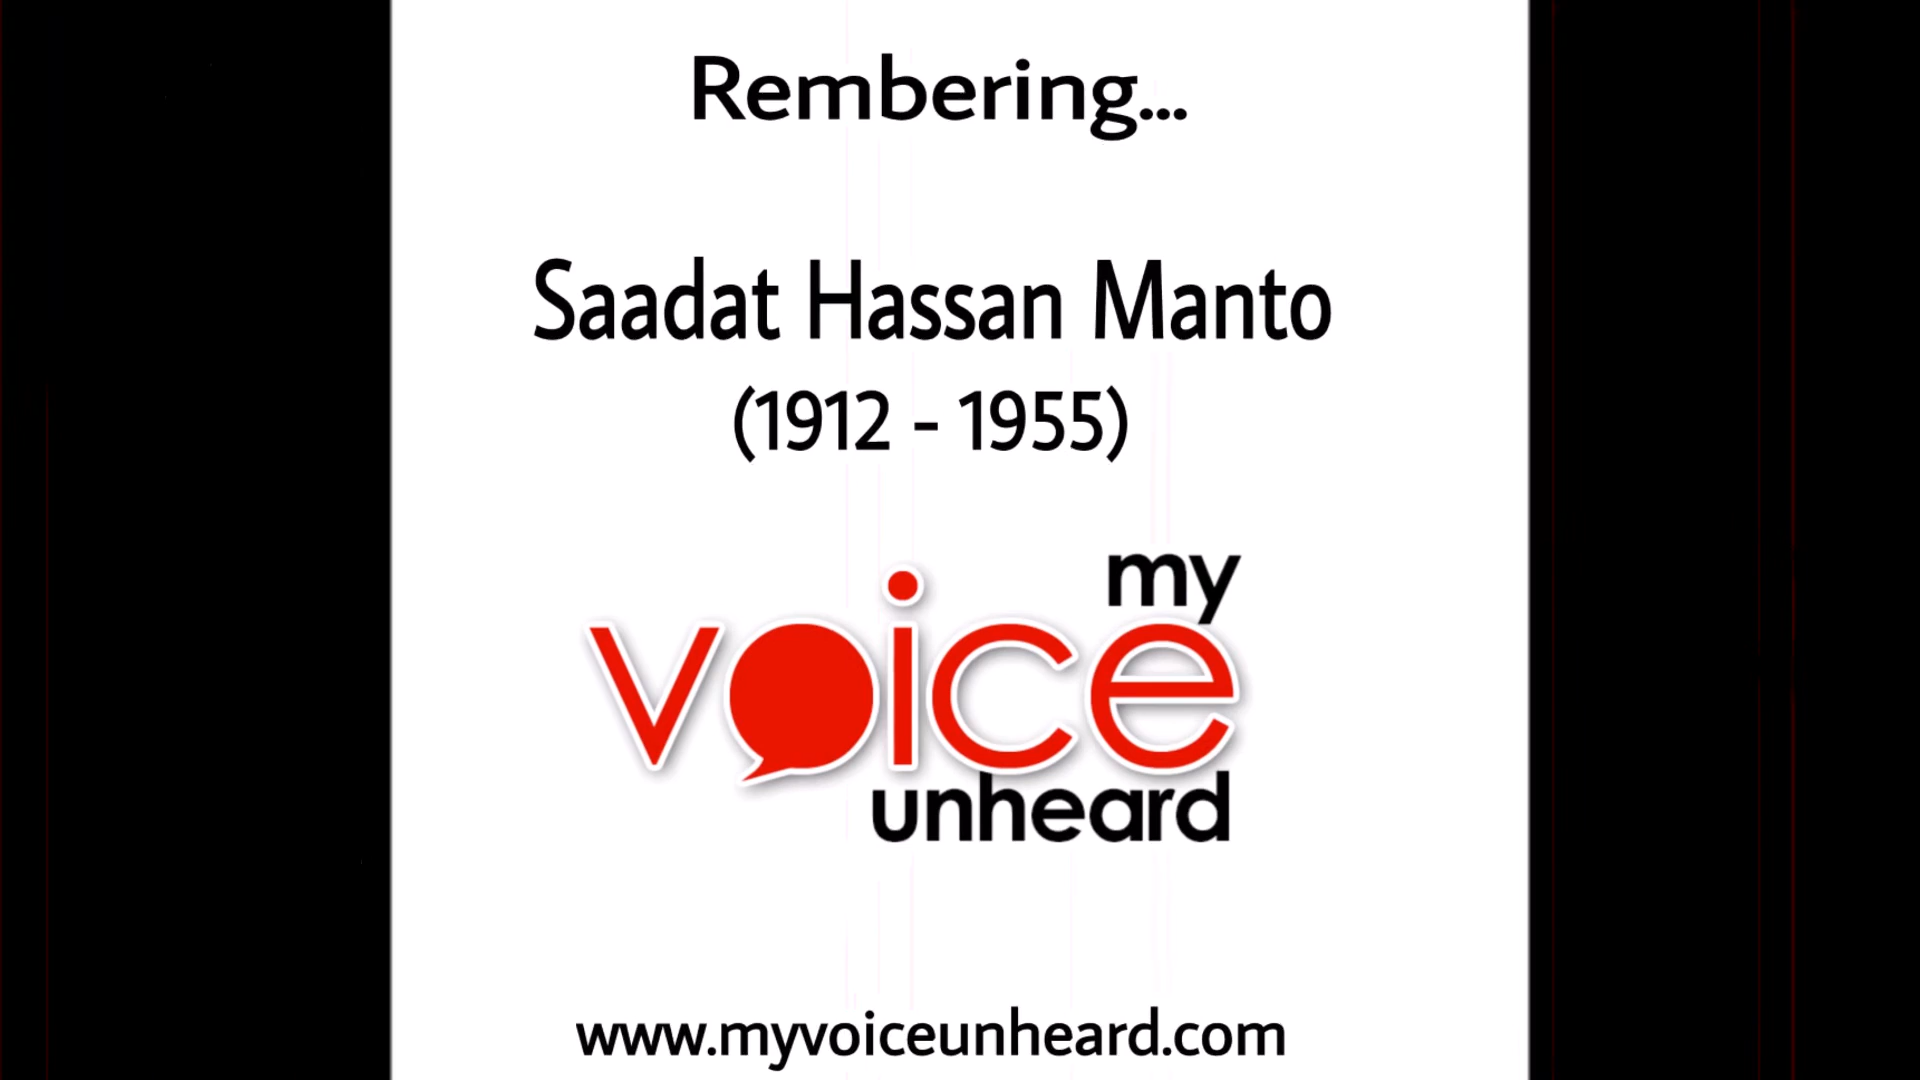 Rembering...
Saadat Hassan Manto
(1912 - 1955)
my
voice
unheard
www.myvoiceunheard.com